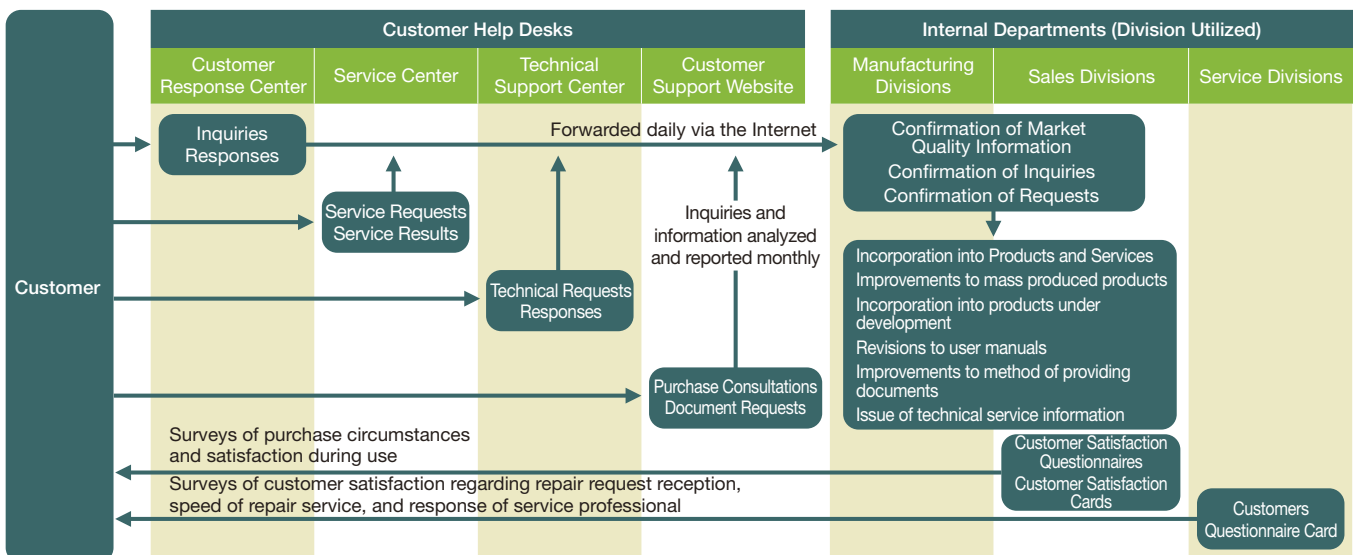 Customer Help Desks
Internal Departments (Division Utilized)
Customer
Response Center
Service Center
Technical
Support Center
Customer
Support Website
Manufacturing
Divisions
Sales Divisions
Service Divisions
Customer
Inquiries
Responses
Forwarded daily via the Internet
Confirmation of Market
Quality Information
Confirmation of Inquiries
Confirmation of Requests
Service Requests
Service Results
Inquiries and
information analyzed
and reported monthly
Technical Requests
Responses
Incorporation into Products and Services
Improvements to mass produced products
Incorporation into products under
development
Revisions to user manuals
Improvements to method of providing
documents
Issue of technical service information
Purchase Consultations
Document Requests
Surveys of purchase circumstances
and satisfaction during use
Customer Satisfaction
Questionnaires
Customer Satisfaction
Cards
Surveys of customer satisfaction regarding repair request reception,
speed of repair service, and response of service professional
Customers
Questionnaire Card